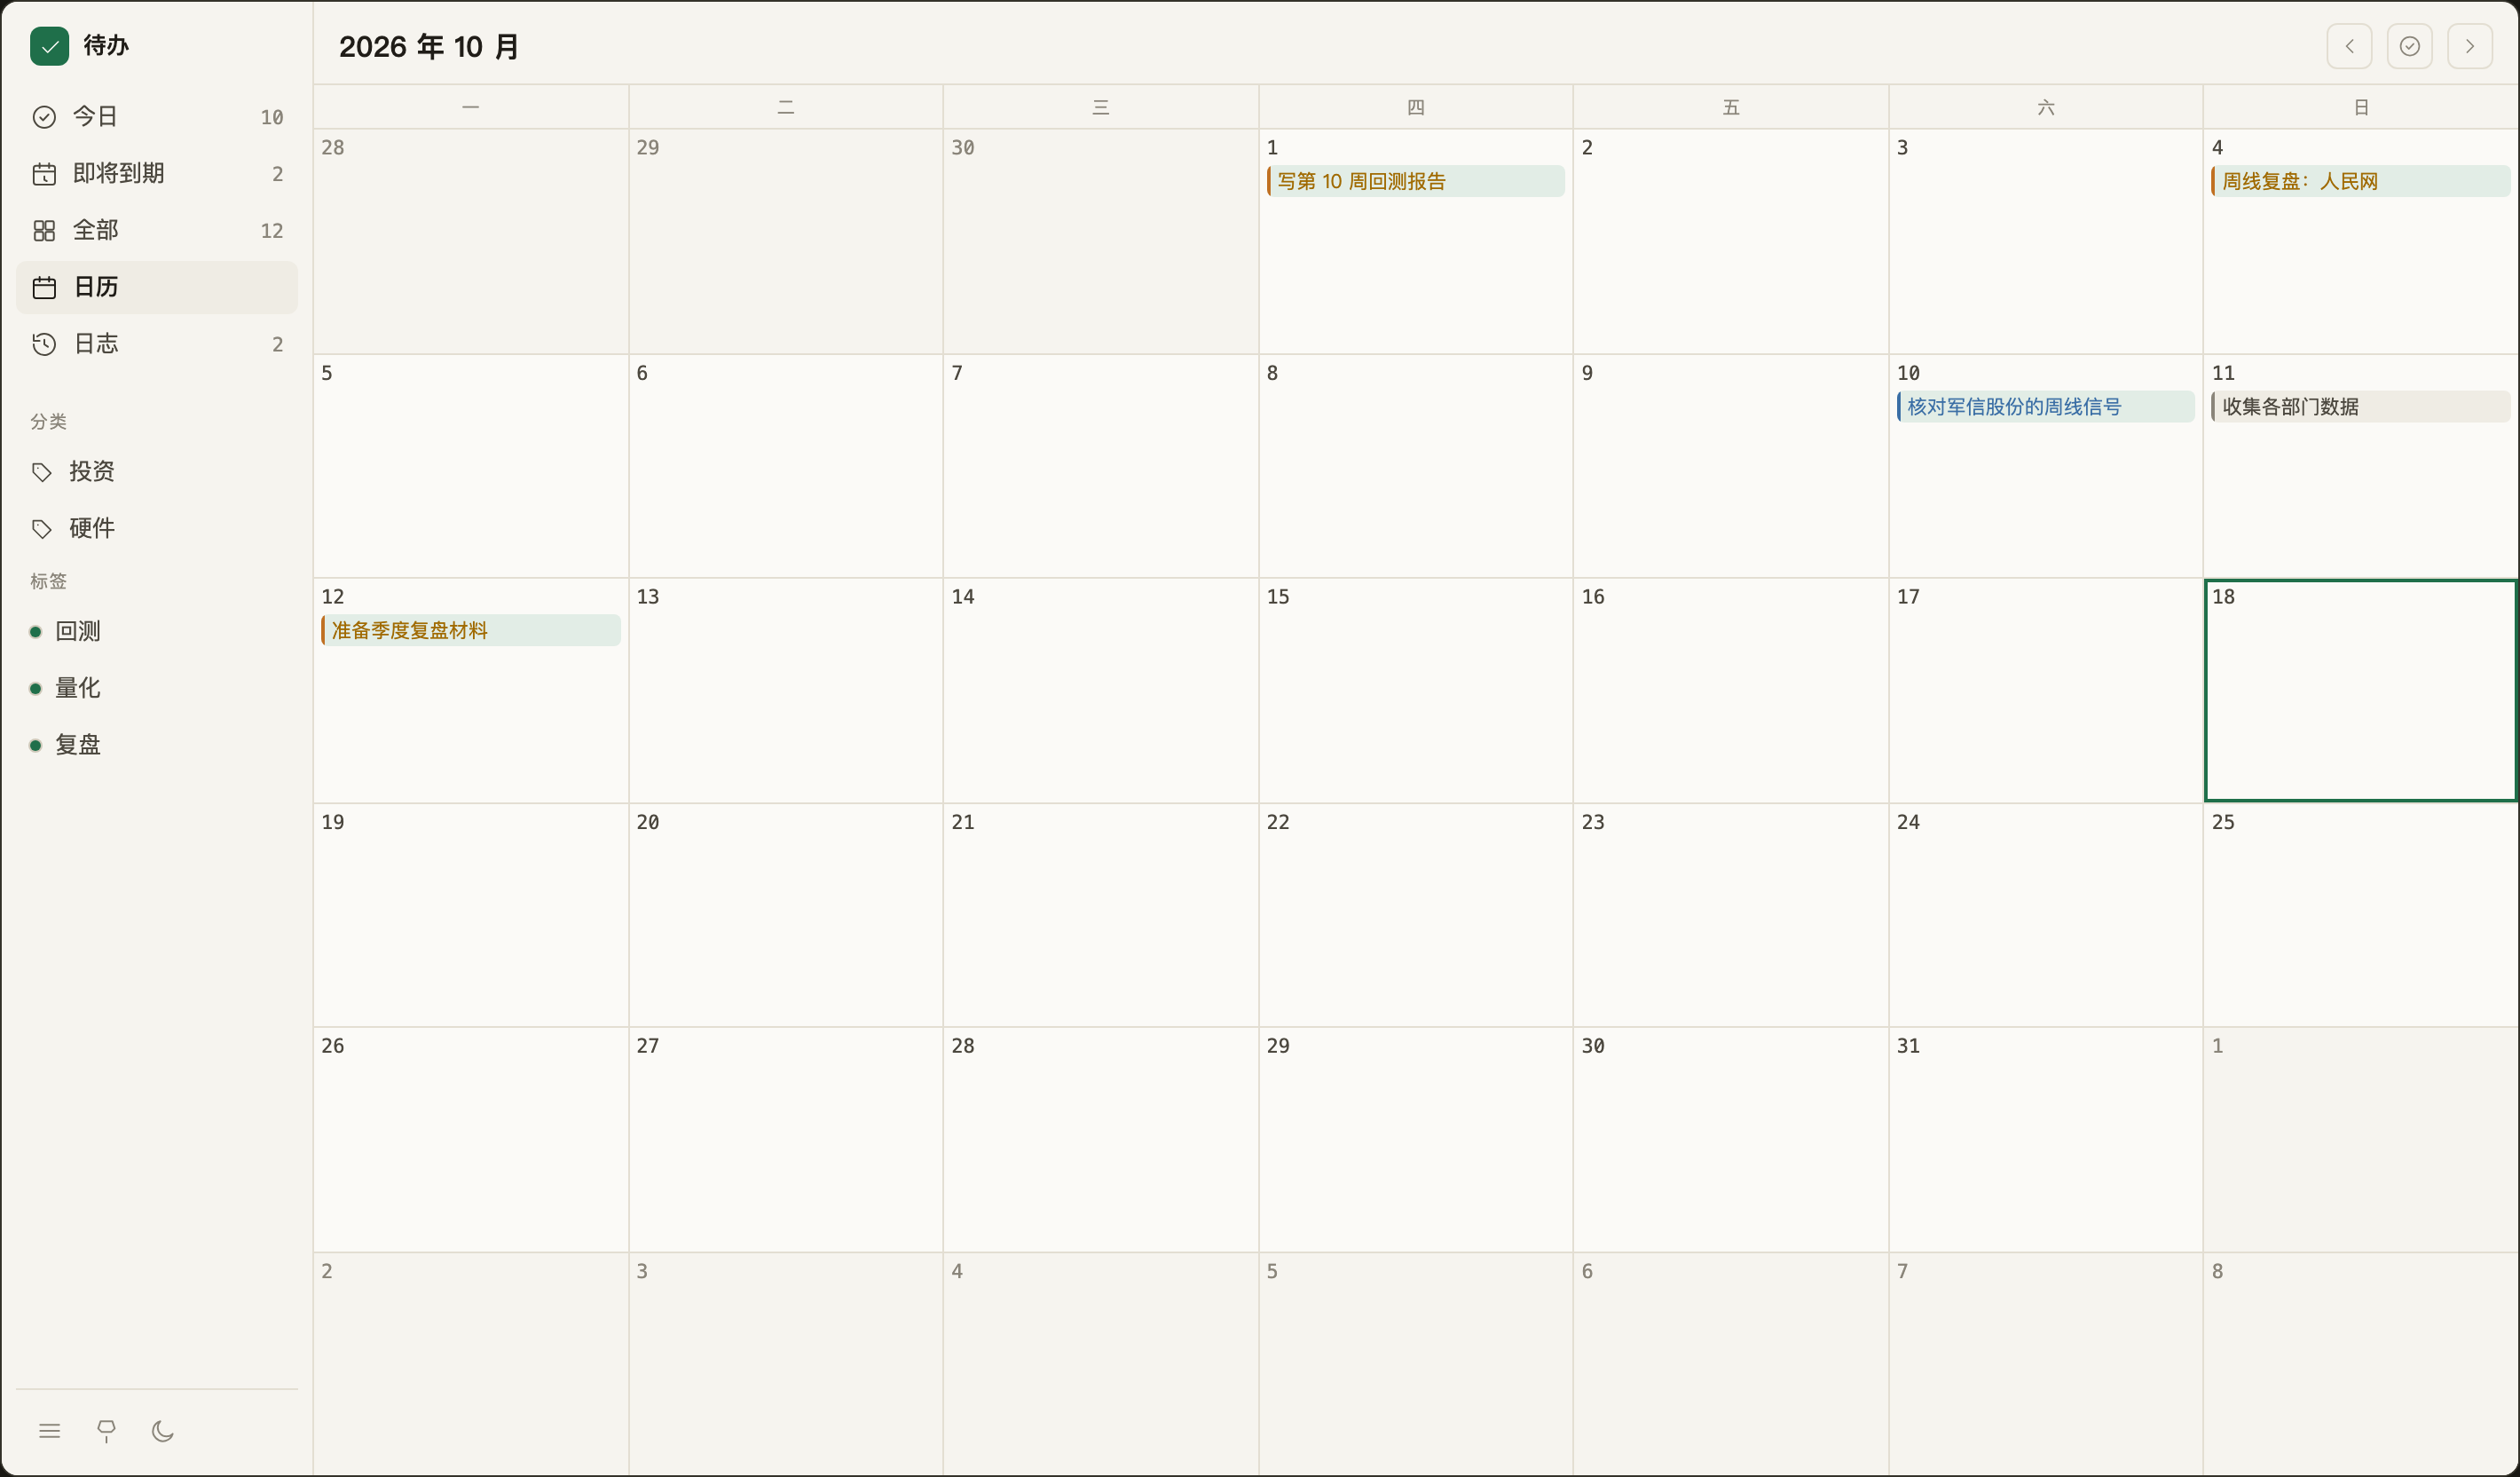 待办
今日 10
即将到期 2
全部 12
日历
日志 2
分类
投资
硬件
标签
回测
量化
复盘
2026 年 10 月
一 二 三 四 五 六 日
28 29 30 1 2 3 4
写第 10 周回测报告 周线复盘：人民网
5 6 7 8 9 10 11
核对军信股份的周线信号 收集各部门数据
12 13 14 15 16 17 18
准备季度复盘材料
19 20 21 22 23 24 25
26 27 28 29 30 31 1
2 3 4 5 6 7 8